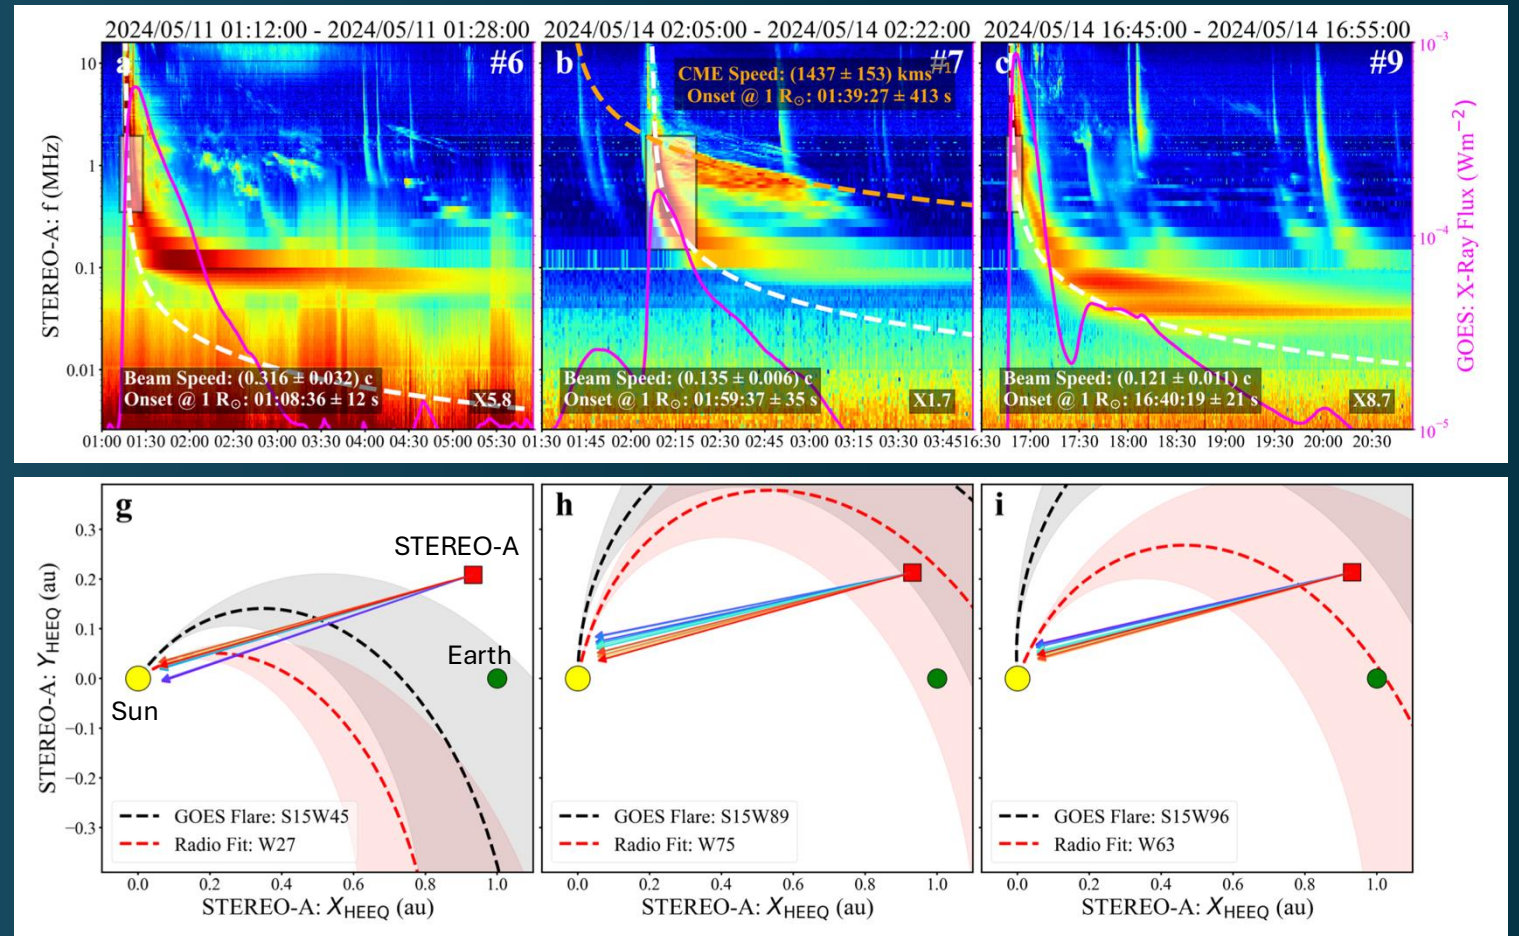 2024/05/11 01:12:00 - 2024/05/11 01:28:00
2024/05/14 02:05:00 - 2024/05/14 02:22:00
2024/05/14 16:45:00 - 2024/05/14 16:55:00
STEREO-A: f (MHz)
10
1
0.1
0.01
a
#6
Beam Speed: (0.316 ± 0.032) c
Onset @ 1 R⊙: 01:08:36 ± 12 s
X5.8
01:00 01:30 02:00 02:30 03:00 03:30 04:00 04:30 05:00 05:30
b
#7
CME Speed: (1437 ± 153) kms⁻¹
Onset @ 1 R⊙: 01:39:27 ± 413 s
Beam Speed: (0.135 ± 0.006) c
Onset @ 1 R⊙: 01:59:37 ± 35 s
X1.7
01:30 01:45 02:00 02:15 02:30 02:45 03:00 03:15 03:30 03:45
c
#9
Beam Speed: (0.121 ± 0.011) c
Onset @ 1 R⊙: 16:40:19 ± 21 s
X8.7
16:30 17:00 17:30 18:00 18:30 19:00 19:30 20:00 20:30
10⁻³
10⁻⁴
10⁻⁵
GOES: X-Ray Flux (Wm⁻²)
STEREO-A: Y_HEEQ (au)
0.3
0.2
0.1
0.0
−0.1
−0.2
−0.3
g
STEREO-A
Earth
Sun
GOES Flare: S15W45
Radio Fit: W27
0.0 0.2 0.4 0.6 0.8 1.0
STEREO-A: X_HEEQ (au)
h
GOES Flare: S15W89
Radio Fit: W75
0.0 0.2 0.4 0.6 0.8 1.0
STEREO-A: X_HEEQ (au)
i
GOES Flare: S15W96
Radio Fit: W63
0.0 0.2 0.4 0.6 0.8 1.0
STEREO-A: X_HEEQ (au)